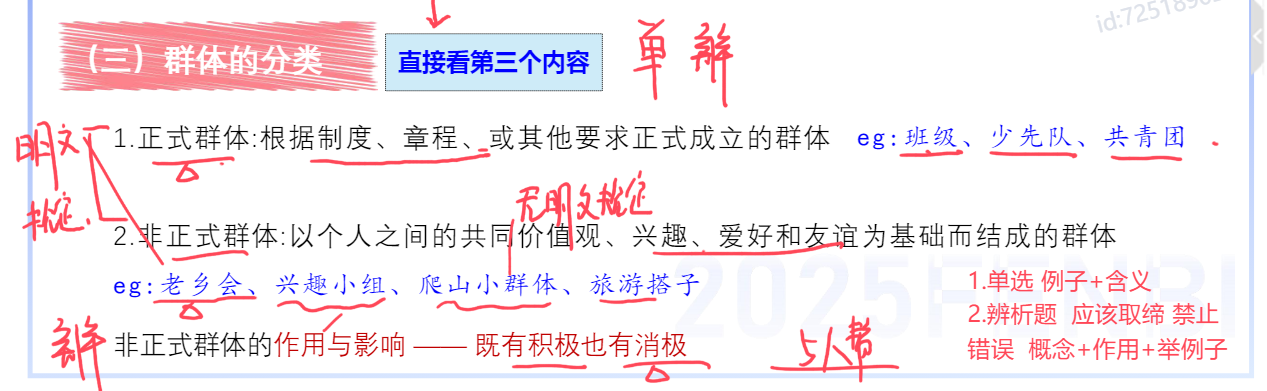 id:725189
（三）群体的分类
直接看第三个内容
单 辨
1.正式群体:根据制度、章程、或其他要求正式成立的群体 eg:班级、少先队、共青团
明文
规定
无明文规定
2.非正式群体:以个人之间的共同价值观、兴趣、爱好和友谊为基础而结成的群体
eg:老乡会、兴趣小组、爬山小群体、旅游搭子
辨
非正式群体的作用与影响 —— 既有积极也有消极
1.单选 例子+含义
2.辨析题 应该取缔 禁止
错误 概念+作用+举例子
2025FENBI